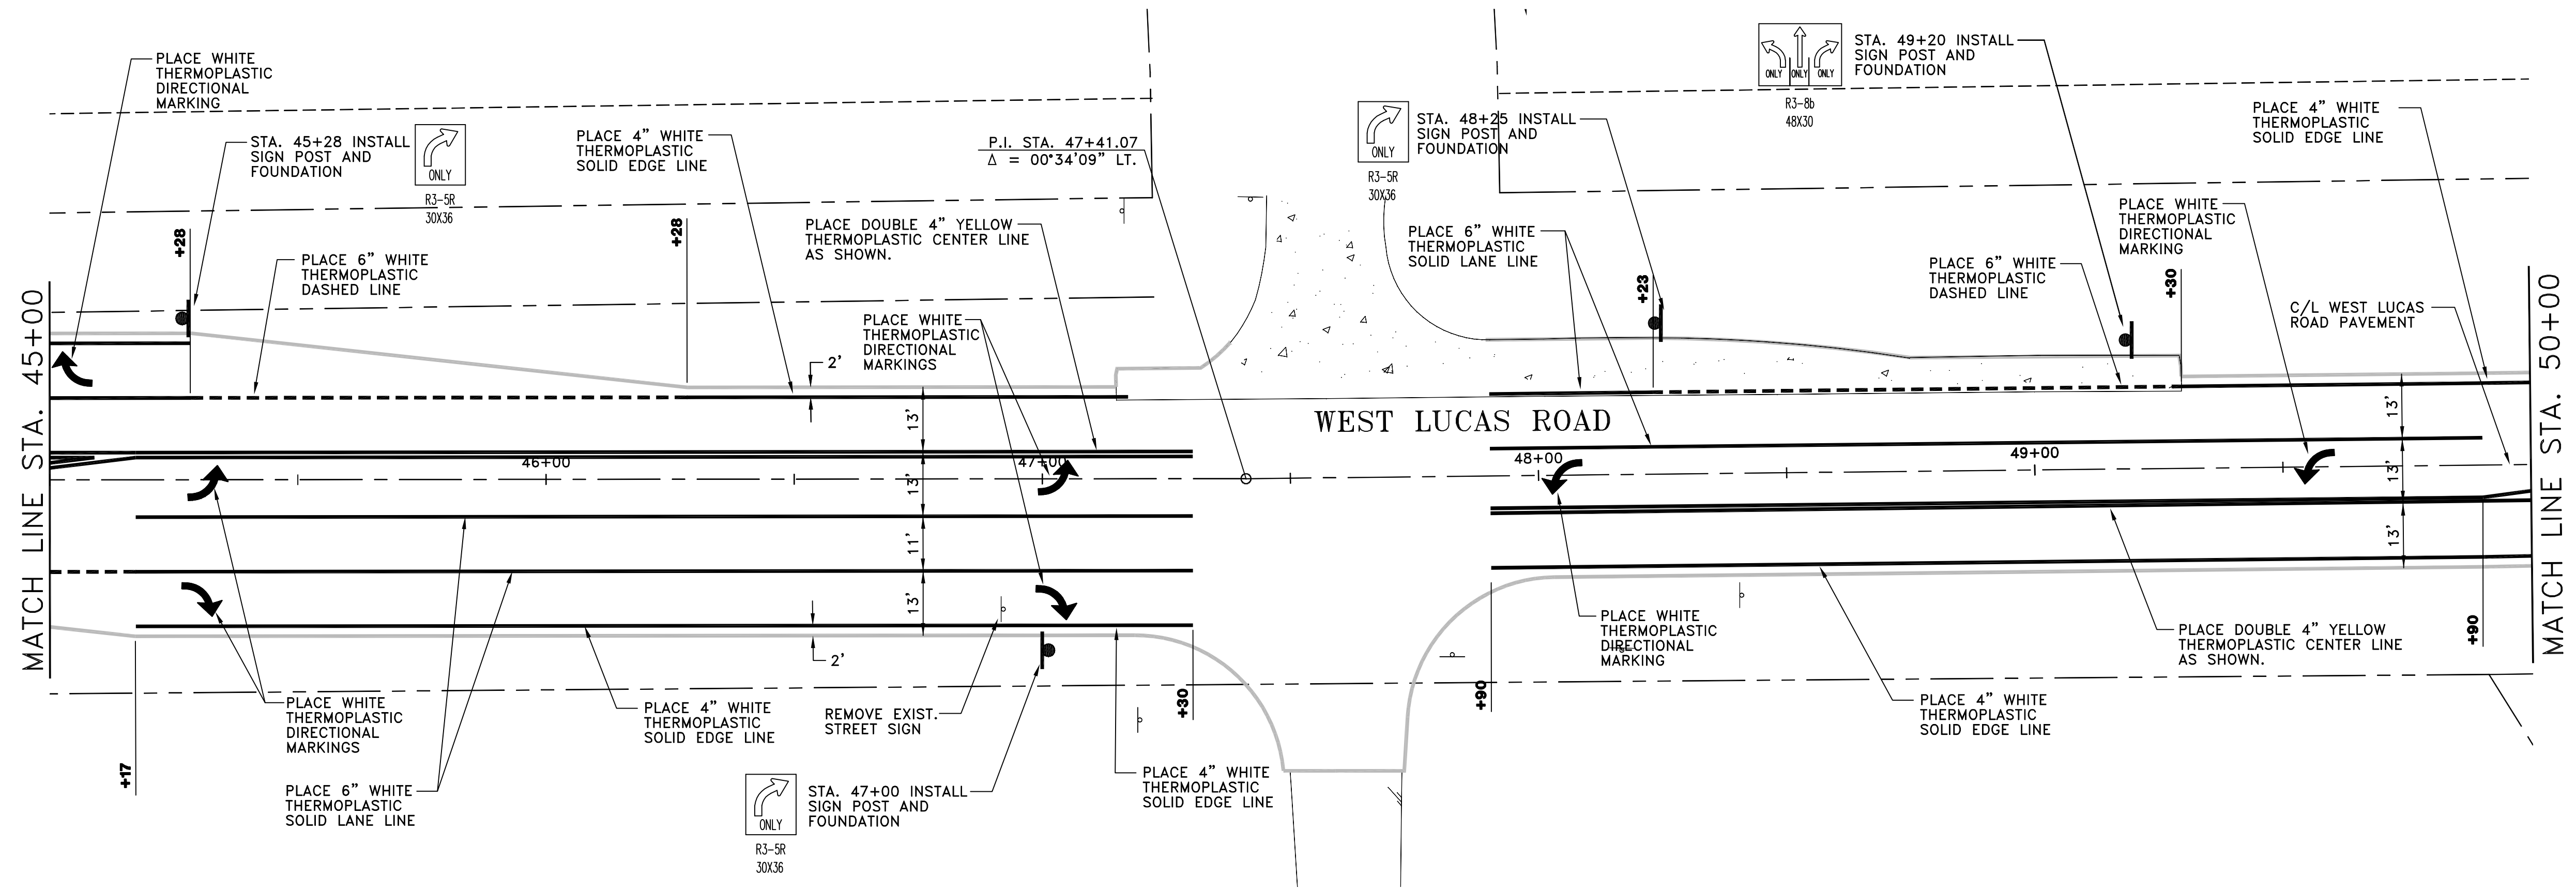 MATCH LINE STA. 45+00
PLACE WHITE
THERMOPLASTIC
DIRECTIONAL
MARKING
STA. 45+28 INSTALL
SIGN POST AND
FOUNDATION
ONLY
R3-5R
30X36
+28
PLACE 6" WHITE
THERMOPLASTIC
DASHED LINE
PLACE 4" WHITE
THERMOPLASTIC
SOLID EDGE LINE
+28
PLACE DOUBLE 4" YELLOW
THERMOPLASTIC CENTER LINE
AS SHOWN.
P.I. STA. 47+41.07
Δ = 00°34'09" LT.
PLACE WHITE
THERMOPLASTIC
DIRECTIONAL
MARKINGS
2'
13'
13'
11'
13'
2'
46+00
47+00
WEST LUCAS ROAD
ONLY
R3-5R
30X36
STA. 48+25 INSTALL
SIGN POST AND
FOUNDATION
PLACE 6" WHITE
THERMOPLASTIC
SOLID LANE LINE
+23
ONLY
ONLY
ONLY
R3-8b
48X30
STA. 49+20 INSTALL
SIGN POST AND
FOUNDATION
PLACE 4" WHITE
THERMOPLASTIC
SOLID EDGE LINE
PLACE WHITE
THERMOPLASTIC
DIRECTIONAL
MARKING
PLACE 6" WHITE
THERMOPLASTIC
DASHED LINE
+30
C/L WEST LUCAS
ROAD PAVEMENT
48+00
49+00
13'
13'
13'
MATCH LINE STA. 50+00
+17
PLACE WHITE
THERMOPLASTIC
DIRECTIONAL
MARKINGS
PLACE 6" WHITE
THERMOPLASTIC
SOLID LANE LINE
PLACE 4" WHITE
THERMOPLASTIC
SOLID EDGE LINE
REMOVE EXIST.
STREET SIGN
ONLY
R3-5R
30X36
STA. 47+00 INSTALL
SIGN POST AND
FOUNDATION
+30
PLACE 4" WHITE
THERMOPLASTIC
SOLID EDGE LINE
+90
PLACE WHITE
THERMOPLASTIC
DIRECTIONAL
MARKING
PLACE 4" WHITE
THERMOPLASTIC
SOLID EDGE LINE
PLACE DOUBLE 4" YELLOW
THERMOPLASTIC CENTER LINE
AS SHOWN.
+90